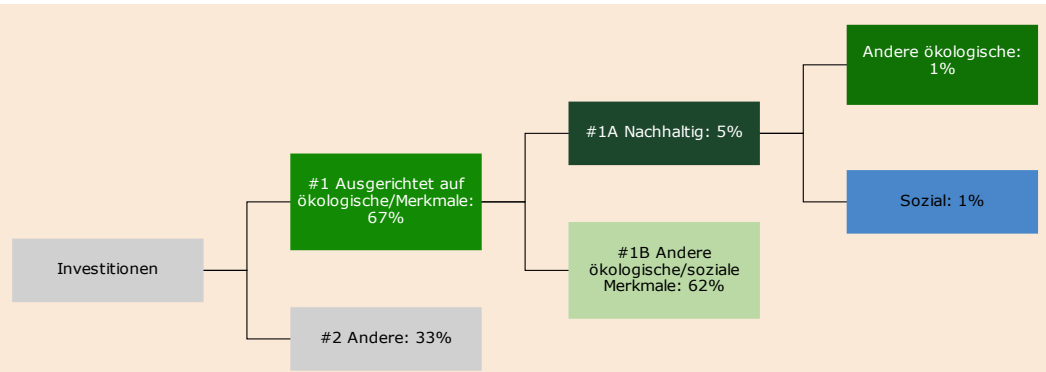 Investitionen
#1 Ausgerichtet auf
ökologische/Merkmale:
67%
#2 Andere: 33%
#1A Nachhaltig: 5%
#1B Andere
ökologische/soziale
Merkmale: 62%
Andere ökologische:
1%
Sozial: 1%